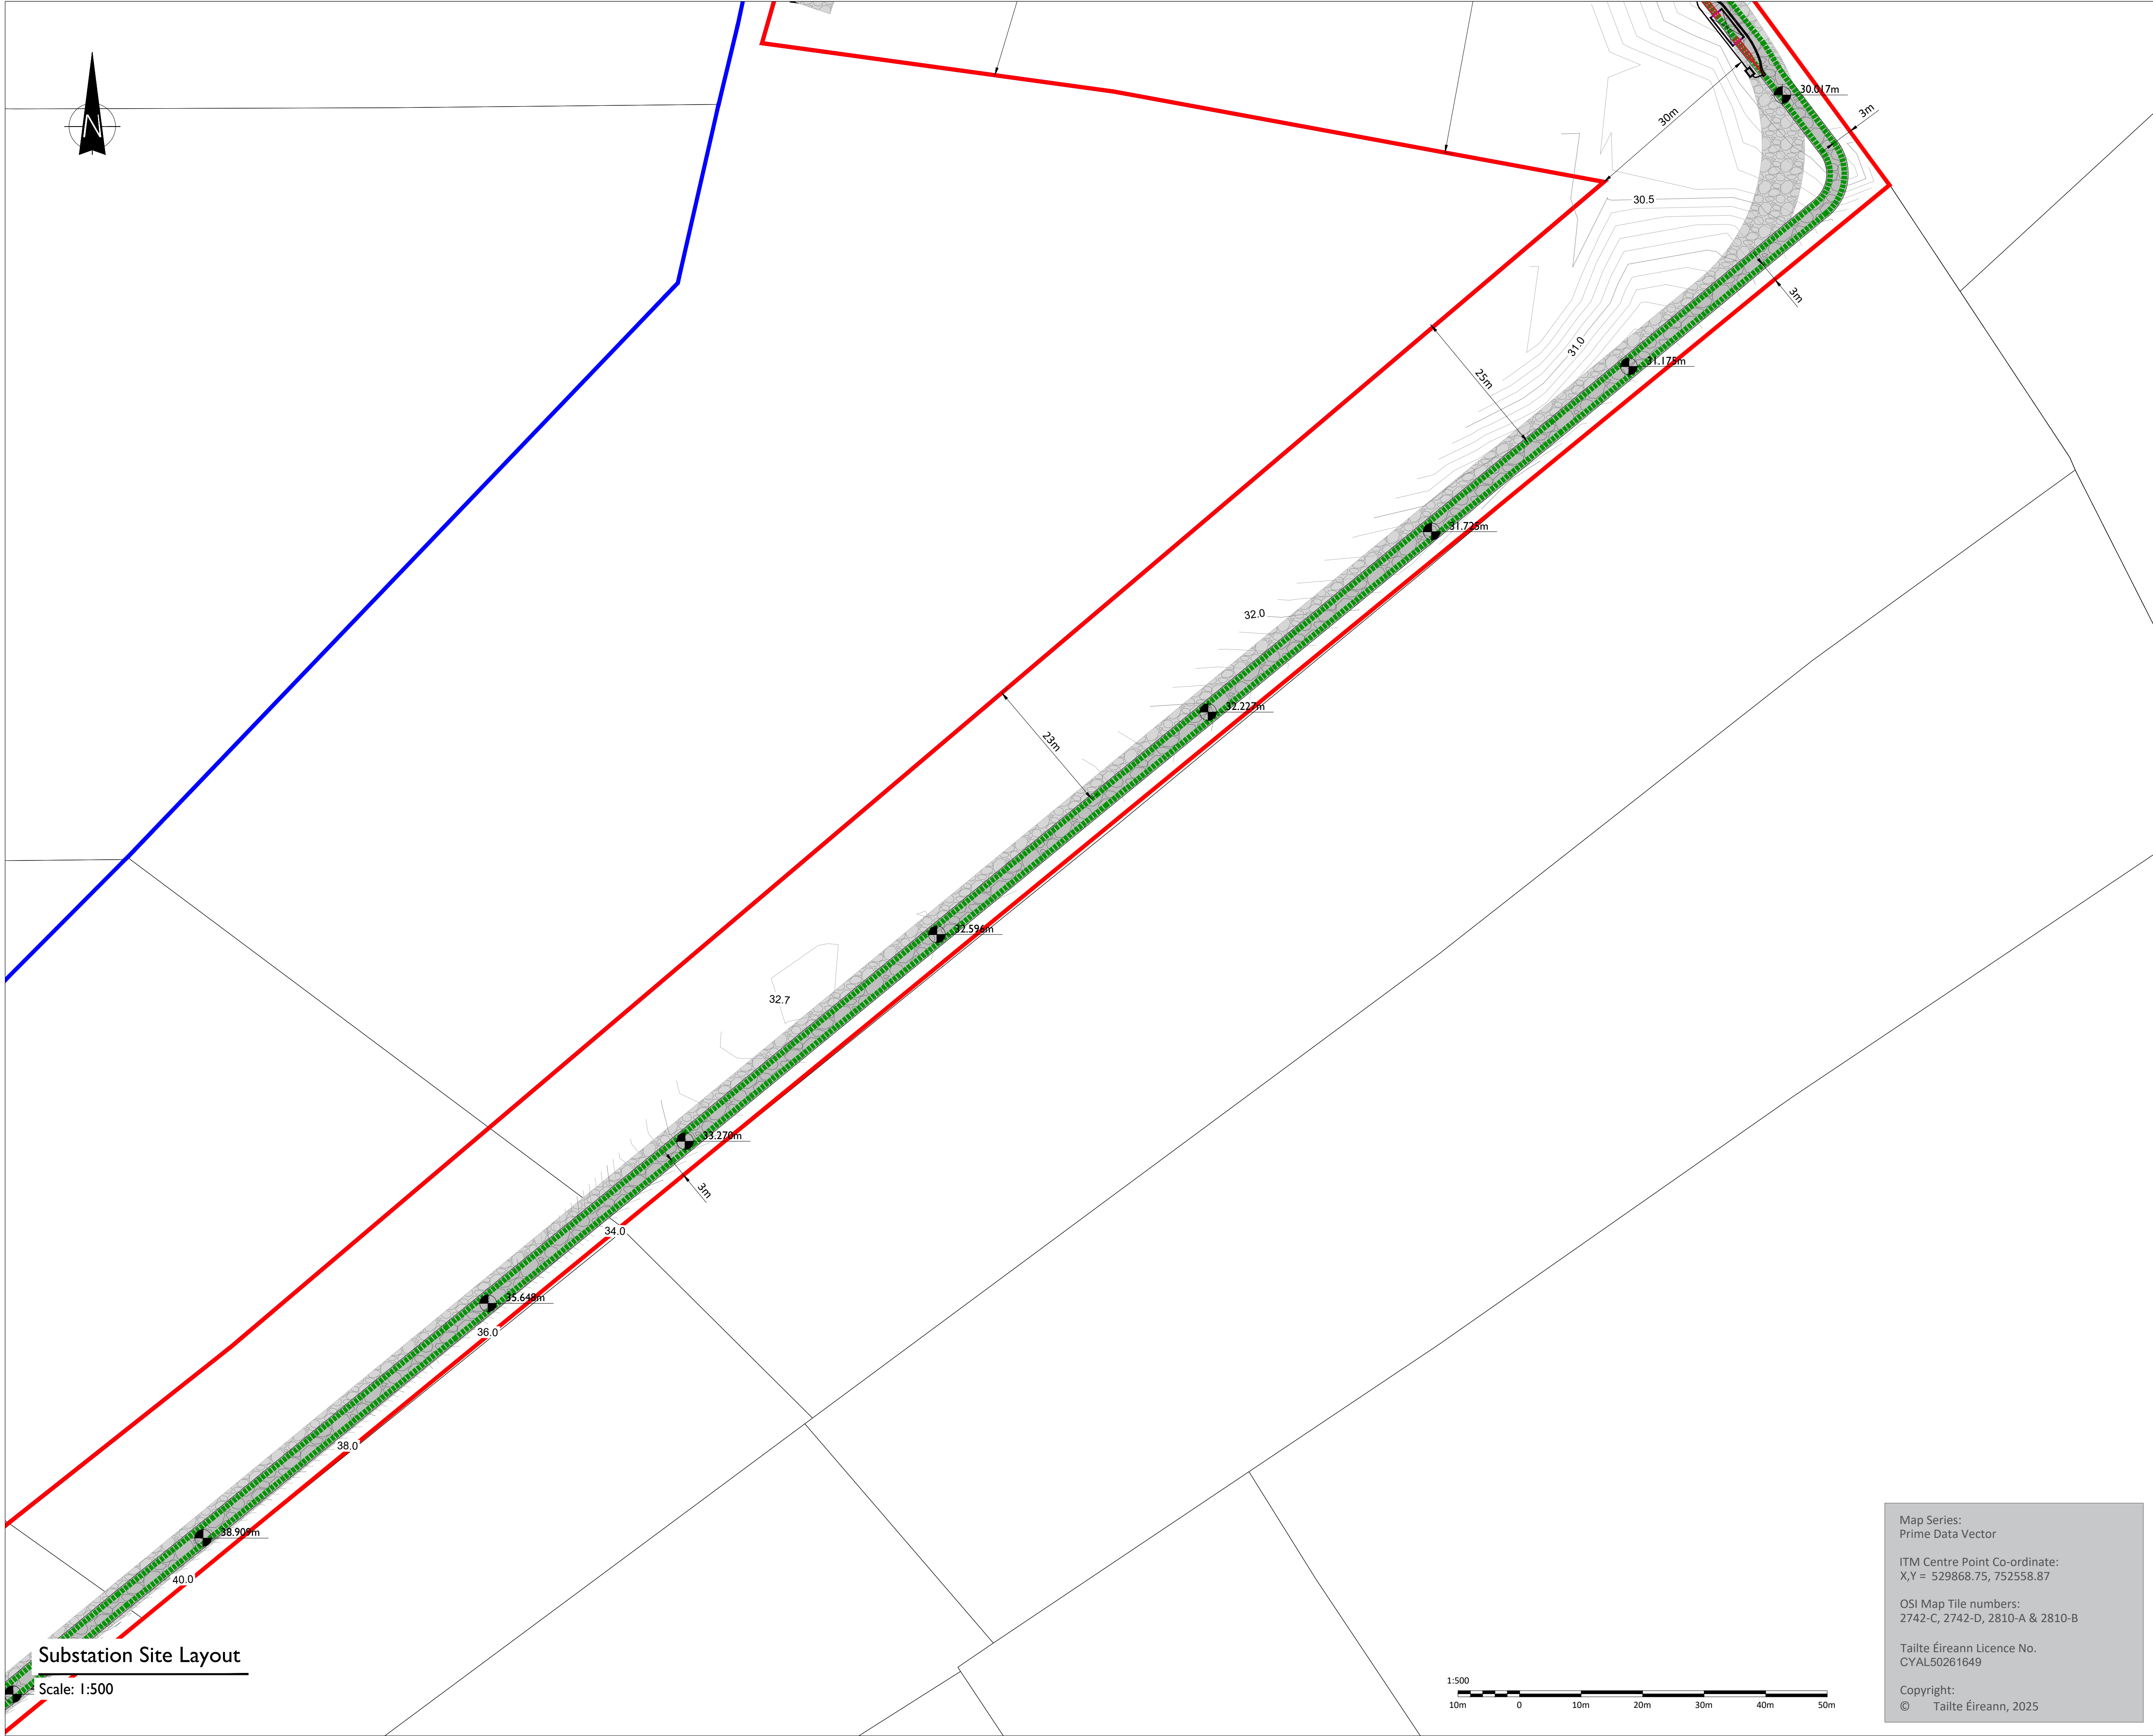 N
30.017m
3m
30m
30.5
3m
31.0
31.175m
25m
31.725m
32.0
32.227m
23m
32.596m
32.7
33.270m
3m
34.0
35.648m
36.0
38.0
38.909m
40.0
Substation Site Layout
Scale: 1:500
1:500
10m 0 10m 20m 30m 40m 50m
Map Series:
Prime Data Vector
ITM Centre Point Co-ordinate:
X,Y = 529868.75, 752558.87
OSI Map Tile numbers:
2742-C, 2742-D, 2810-A & 2810-B
Tailte Éireann Licence No.
CYAL50261649
Copyright:
© Tailte Éireann, 2025